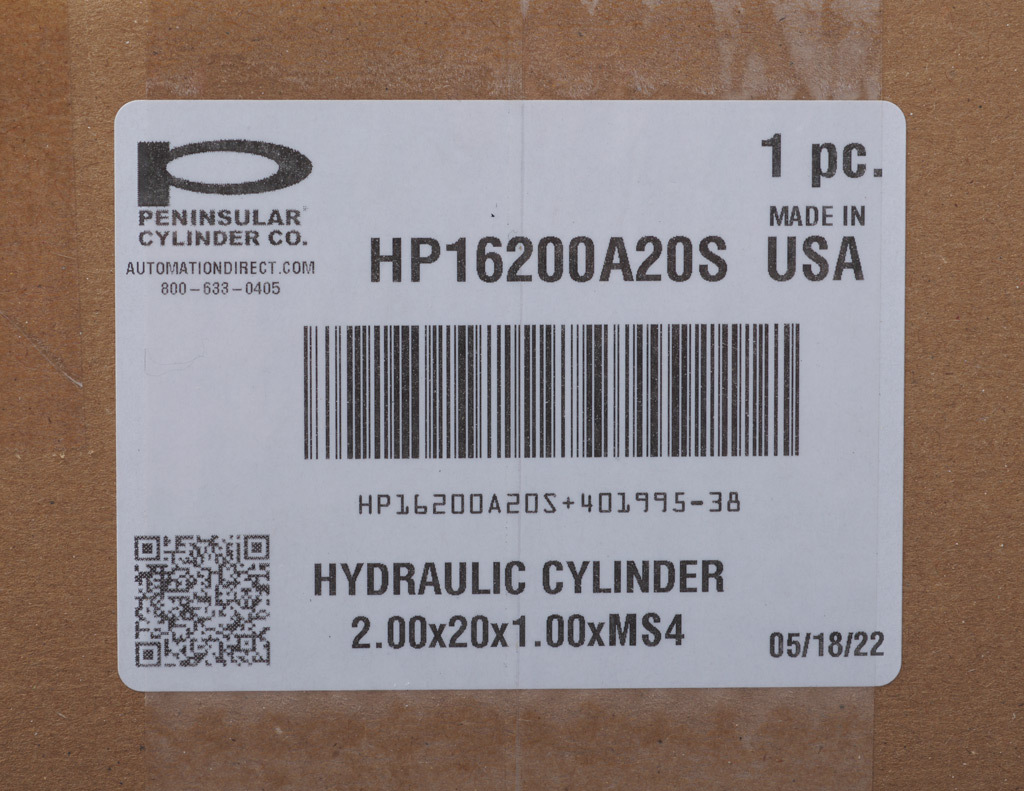 PENINSULAR
CYLINDER CO.
AUTOMATIONDIRECT.COM
800-633-0405
1 pc.
MADE IN
USA
HP16200A20S
HP16200A20S+401995-38
HYDRAULIC CYLINDER
2.00x20x1.00xMS4
05/18/22